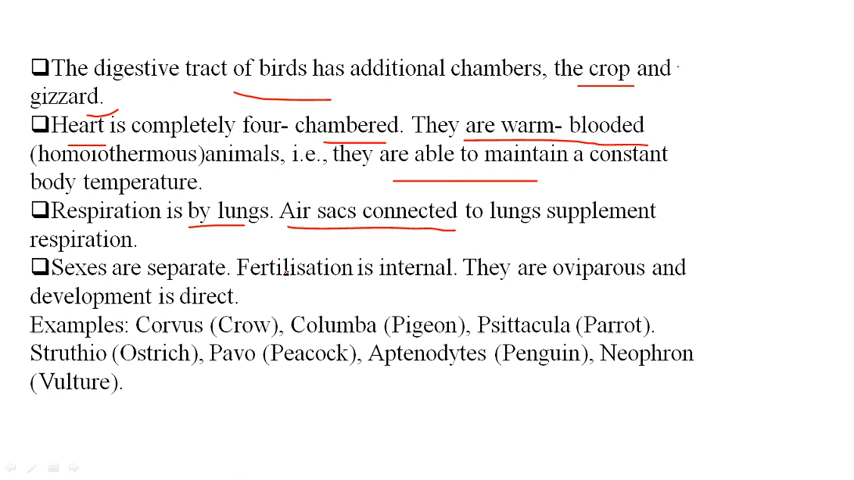 ❑The digestive tract of birds has additional chambers, the crop and
gizzard.
❑Heart is completely four- chambered. They are warm- blooded
(homoiothermous)animals, i.e., they are able to maintain a constant
body temperature.
❑Respiration is by lungs. Air sacs connected to lungs supplement
respiration.
❑Sexes are separate. Fertilisation is internal. They are oviparous and
development is direct.
Examples: Corvus (Crow), Columba (Pigeon), Psittacula (Parrot).
Struthio (Ostrich), Pavo (Peacock), Aptenodytes (Penguin), Neophron
(Vulture).